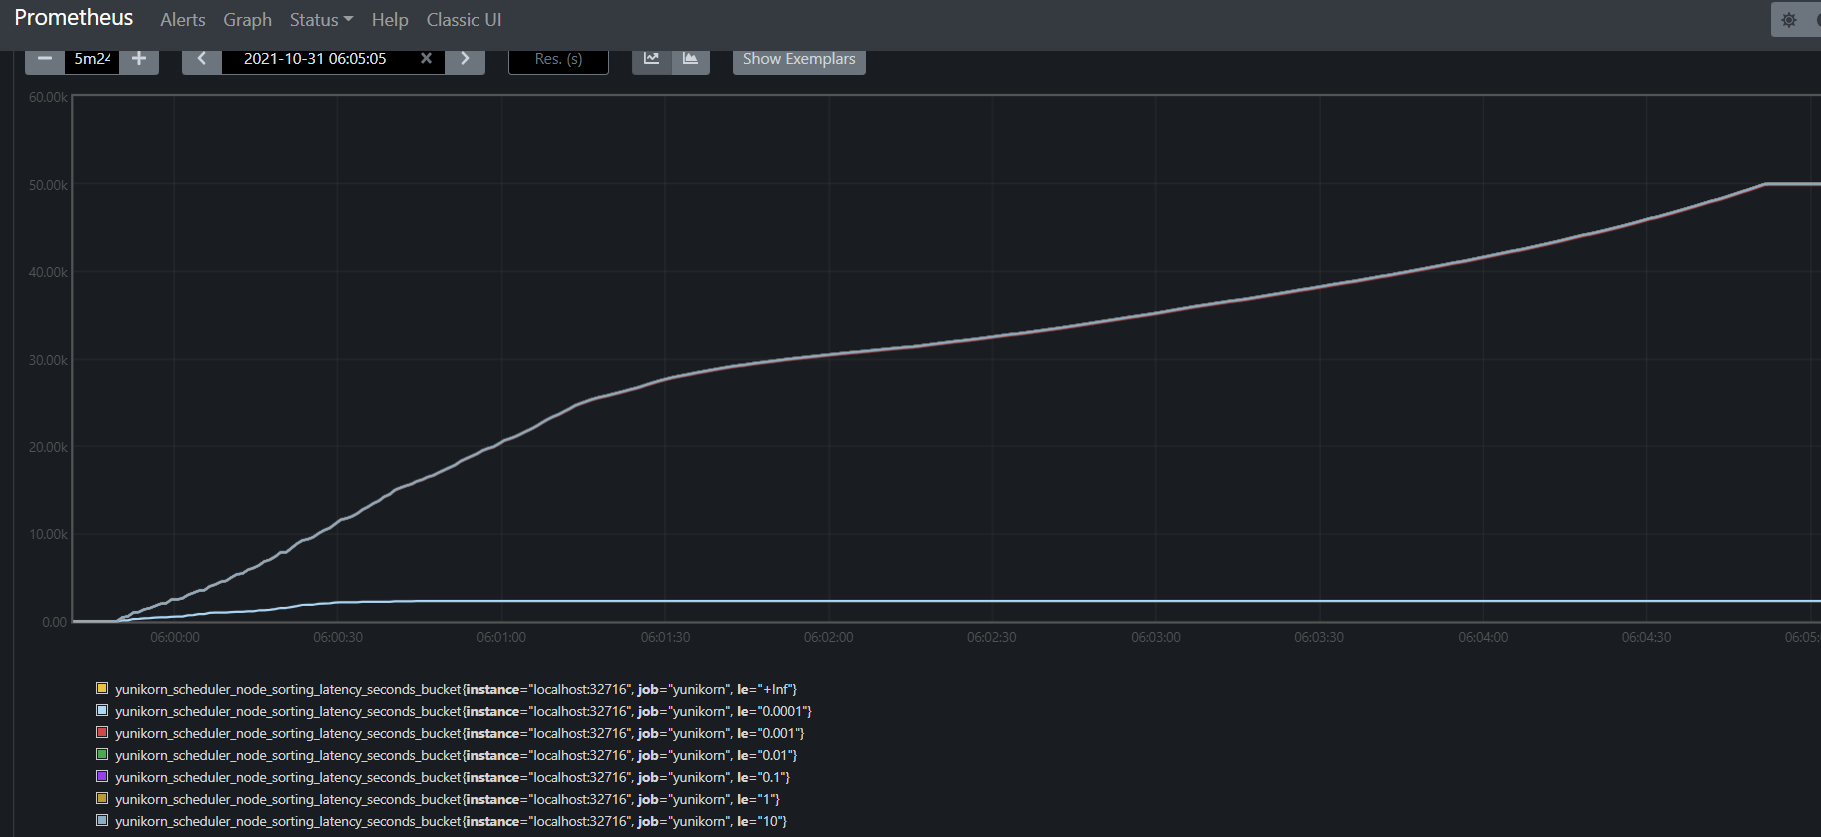 Prometheus Alerts Graph Status Help Classic UI
− 5m24 + < 2021-10-31 06:05:05 × > Res. (s) Show Exemplars
60.00k
50.00k
40.00k
30.00k
20.00k
10.00k
0.00
06:00:00 06:00:30 06:01:00 06:01:30 06:02:00 06:02:30 06:03:00 06:03:30 06:04:00 06:04:30 06:05:
yunikorn_scheduler_node_sorting_latency_seconds_bucket{instance="localhost:32716", job="yunikorn", le="+Inf"}
yunikorn_scheduler_node_sorting_latency_seconds_bucket{instance="localhost:32716", job="yunikorn", le="0.0001"}
yunikorn_scheduler_node_sorting_latency_seconds_bucket{instance="localhost:32716", job="yunikorn", le="0.001"}
yunikorn_scheduler_node_sorting_latency_seconds_bucket{instance="localhost:32716", job="yunikorn", le="0.01"}
yunikorn_scheduler_node_sorting_latency_seconds_bucket{instance="localhost:32716", job="yunikorn", le="0.1"}
yunikorn_scheduler_node_sorting_latency_seconds_bucket{instance="localhost:32716", job="yunikorn", le="1"}
yunikorn_scheduler_node_sorting_latency_seconds_bucket{instance="localhost:32716", job="yunikorn", le="10"}